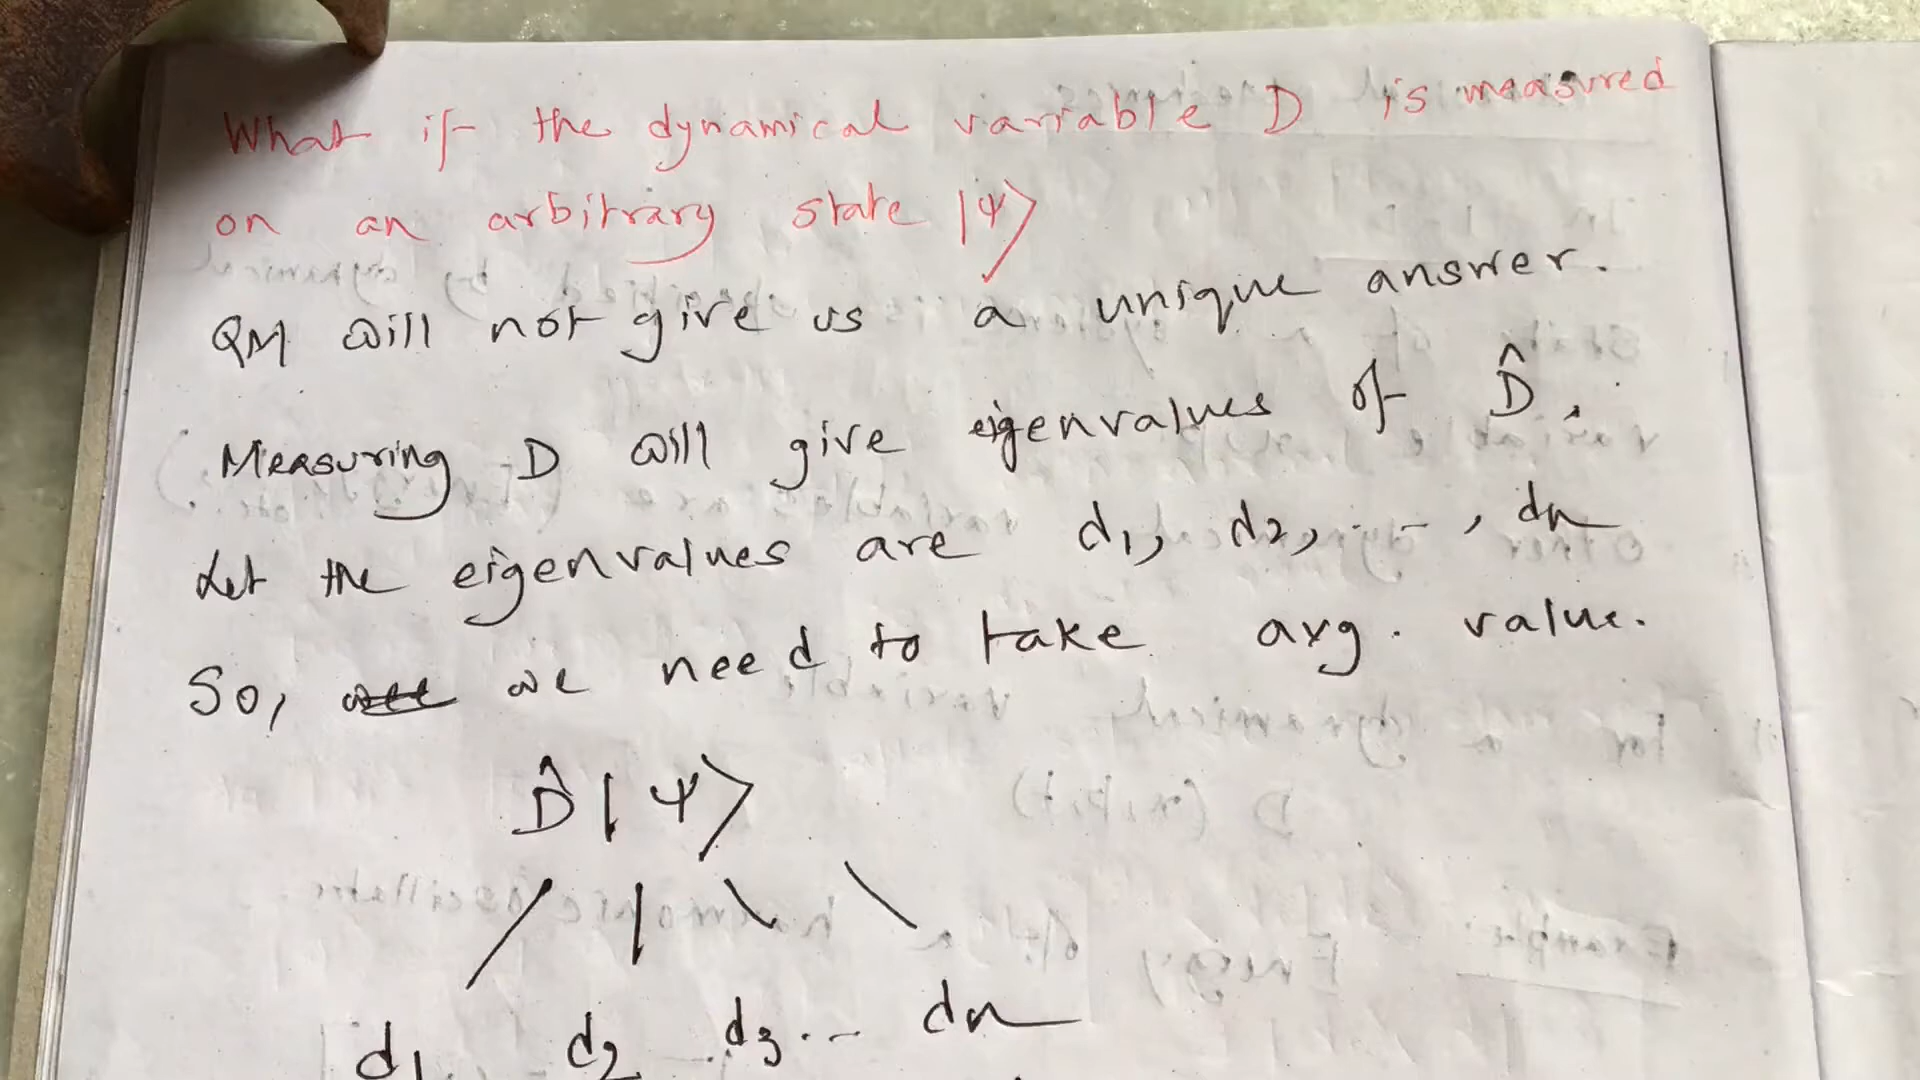 What if the dynamical variable D is measured
on an arbitrary state |ψ⟩
QM will not give us a unique answer.
Measuring D will give eigenvalues of D̂.
Let the eigenvalues are d1, d2, ..., dn
So, we need to take avg. value.
D̂|ψ⟩
d1 d2 d3... dn